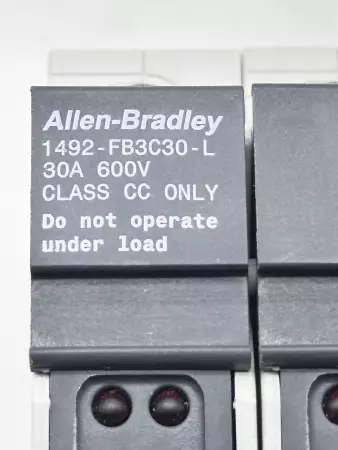 Allen-Bradley
1492-FB3C30-L
30A 600V
CLASS CC ONLY
Do not operate
under load